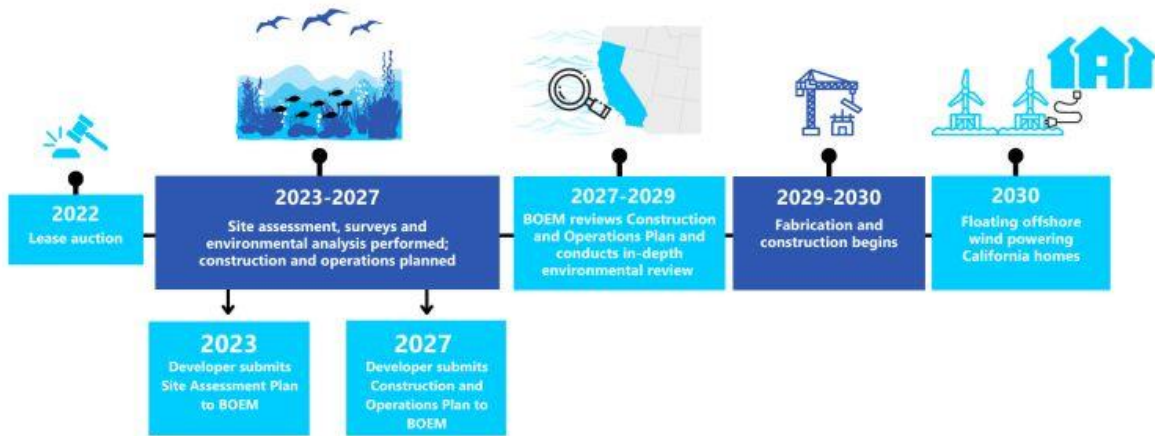 2022
Lease auction
2023-2027
Site assessment, surveys and
environmental analysis performed;
construction and operations planned
2027-2029
BOEM reviews Construction
and Operations Plan and
conducts in-depth
environmental review
2029-2030
Fabrication and
construction begins
2030
Floating offshore
wind powering
California homes
2023
Developer submits
Site Assessment Plan
to BOEM
2027
Developer submits
Construction and
Operations Plan to
BOEM